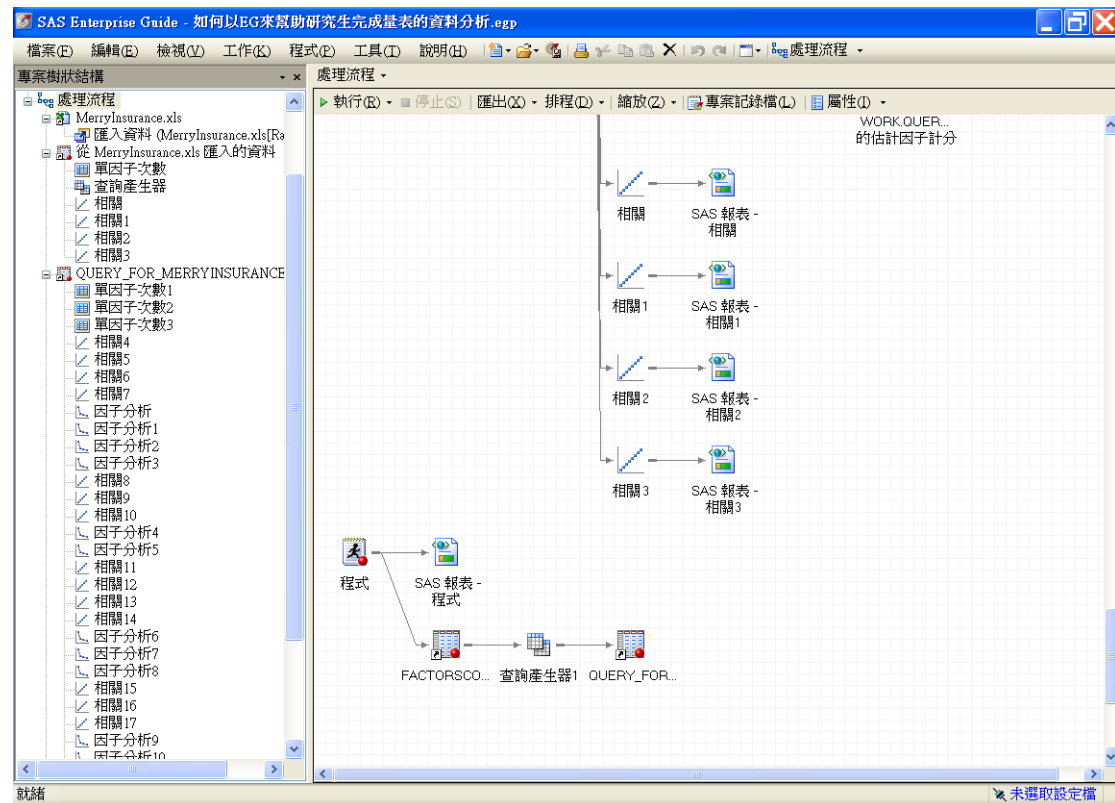 SAS Enterprise Guide - 如何以EG來幫助研究生完成量表的資料分析.egp
檔案(F) 編輯(E) 檢視(V) 工作(K) 程式(P) 工具(T) 說明(H) 處理流程
專案樹狀結構
處理流程
MerryInsurance.xls
匯入資料 (MerryInsurance.xls[Ra
從 MerryInsurance.xls 匯入的資料
單因子次數
查詢產生器
相關
相關1
相關2
相關3
QUERY_FOR_MERRYINSURANCE
單因子次數1
單因子次數2
單因子次數3
相關4
相關5
相關6
相關7
因子分析
因子分析1
因子分析2
因子分析3
相關8
相關9
相關10
因子分析4
因子分析5
相關11
相關12
相關13
相關14
因子分析6
因子分析7
因子分析8
相關15
相關16
相關17
因子分析9
因子分析10
處理流程
執行(R) 停止(S) 匯出(X) 排程(D) 縮放(Z) 專案記錄檔(L) 屬性(I)
WORK.QUER...
的估計因子計分
相關
SAS 報表 -
相關
相關1
SAS 報表 -
相關1
相關2
SAS 報表 -
相關2
相關3
SAS 報表 -
相關3
程式
SAS 報表 -
程式
FACTORSCO... 查詢產生器1 QUERY_FOR...
就緒
未選取設定檔